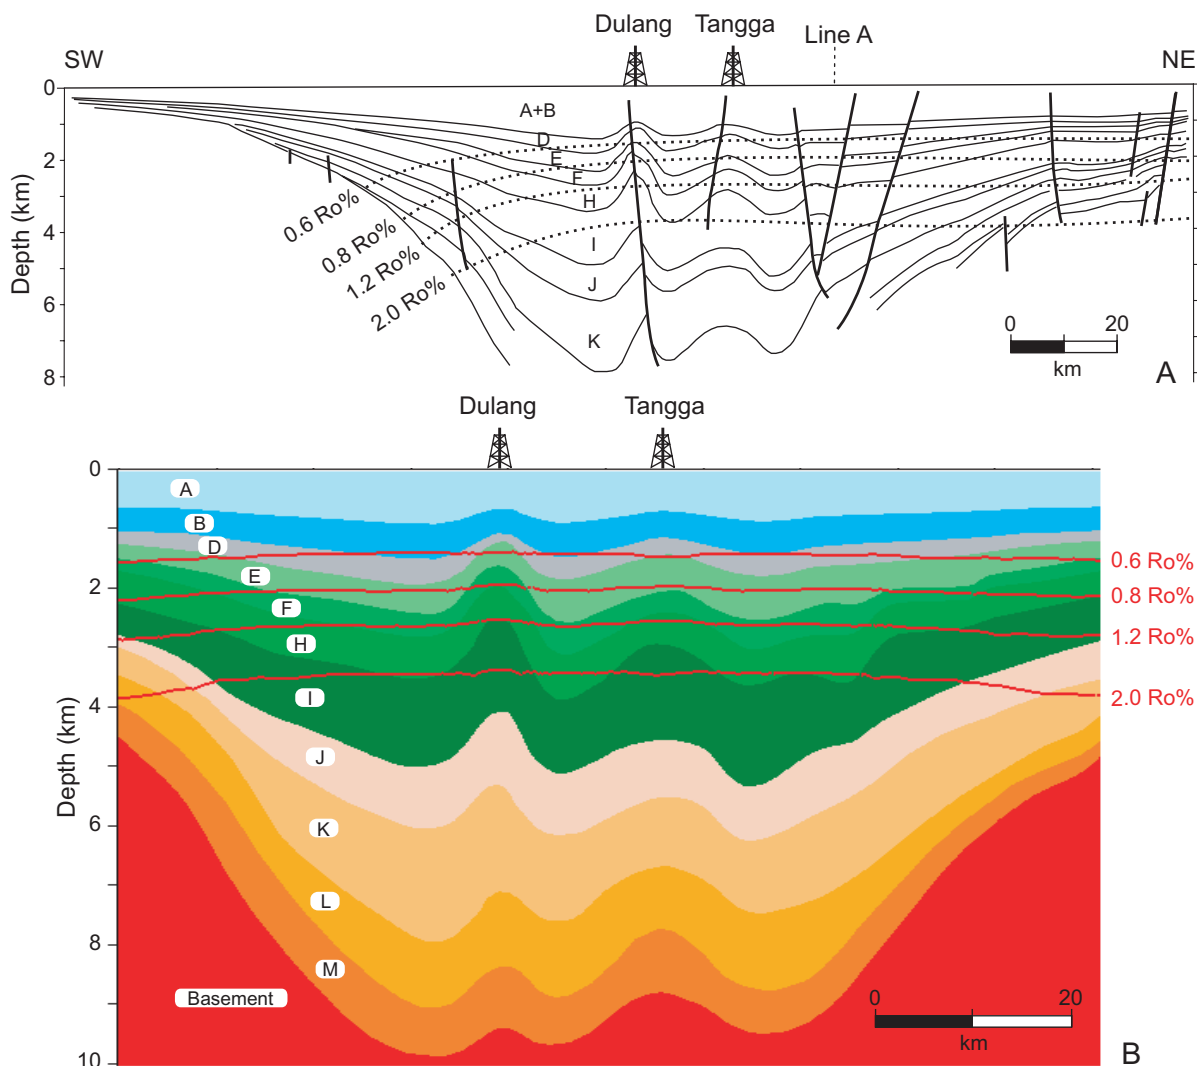 Dulang Tangga
Line A
SW
NE
0
A+B
D
E
F
H
I
J
K
2
4
6
8
Depth (km)
0.6 Ro%
0.8 Ro%
1.2 Ro%
2.0 Ro%
0 20
km
A
Dulang Tangga
0
2
4
6
8
10
Depth (km)
A
B
D
E
F
H
I
J
K
L
M
Basement
0.6 Ro%
0.8 Ro%
1.2 Ro%
2.0 Ro%
0 20
km
B